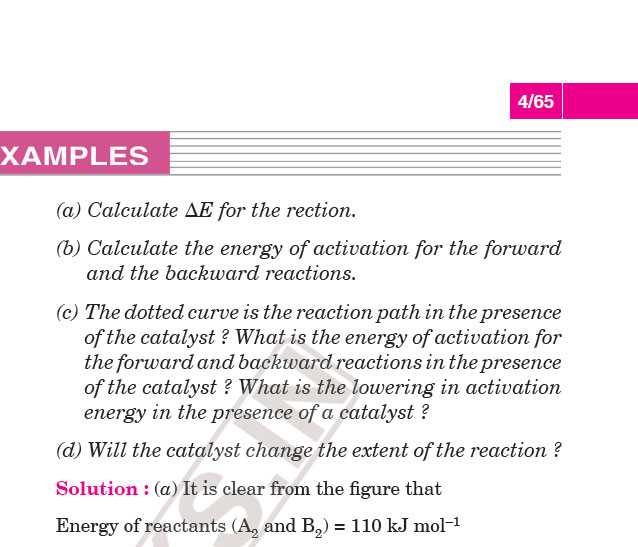 4/65
XAMPLES
(a) Calculate ΔE for the rection.
(b) Calculate the energy of activation for the forward
and the backward reactions.
(c) The dotted curve is the reaction path in the presence
of the catalyst ? What is the energy of activation for
the forward and backward reactions in the presence
of the catalyst ? What is the lowering in activation
energy in the presence of a catalyst ?
(d) Will the catalyst change the extent of the reaction ?
Solution : (a) It is clear from the figure that
Energy of reactants (A₂ and B₂) = 110 kJ mol⁻¹